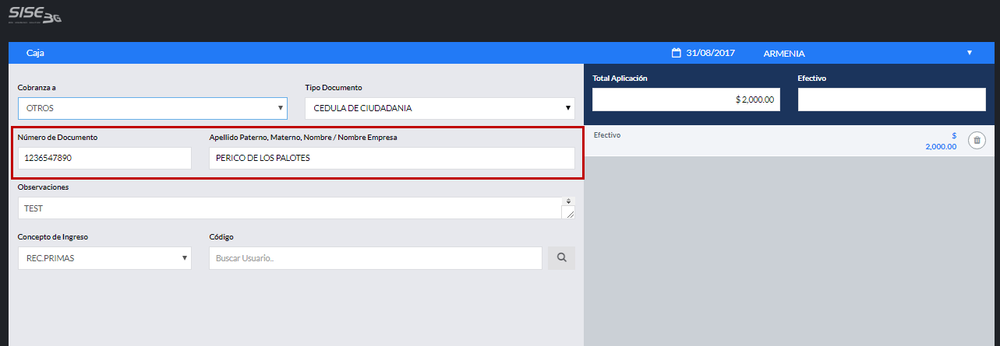 SISE 3G
Caja
31/08/2017
ARMENIA
Cobranza a
Tipo Documento
OTROS
CEDULA DE CIUDADANIA
Número de Documento
Apellido Paterno, Materno, Nombre / Nombre Empresa
1236547890
PERICO DE LOS PALOTES
Observaciones
TEST
Concepto de Ingreso
Código
REC.PRIMAS
Buscar Usuario..
Total Aplicación
Efectivo
$ 2,000.00
Efectivo
$
2,000.00